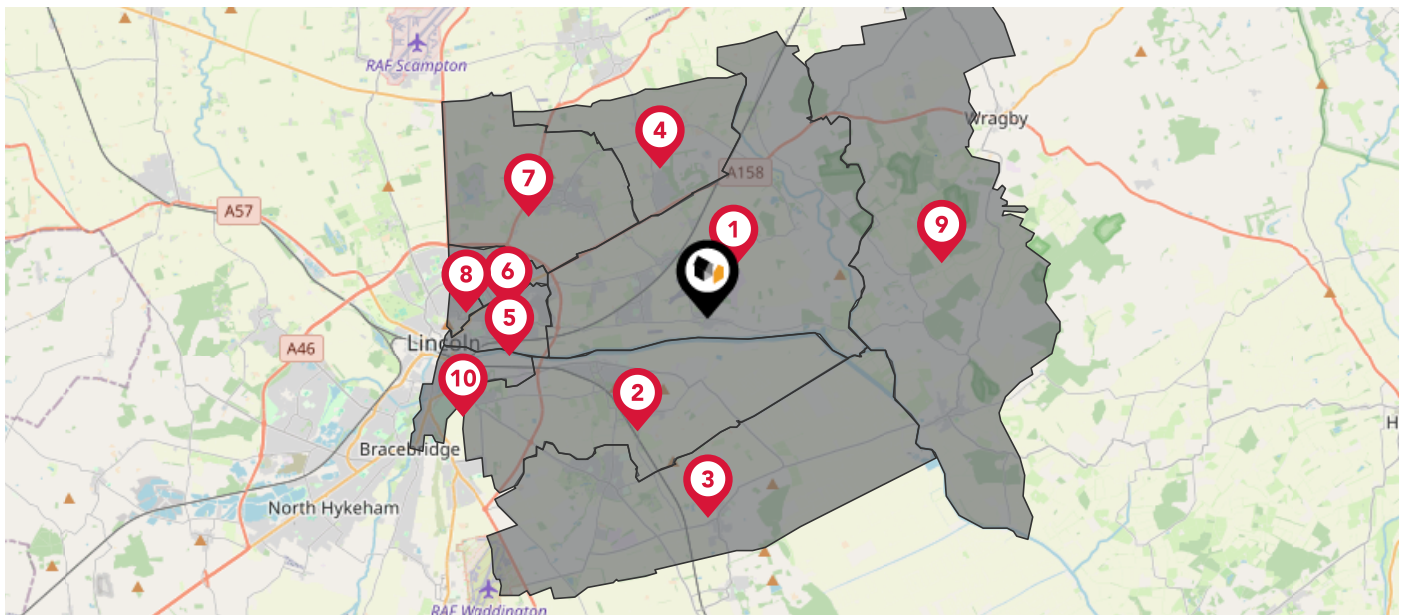 RAF Scampton
4
Wragby
A158
7
A57
1
9
6
8
5
Lincoln
A46
10
2
Bracebridge
3
North Hykeham
H
RAF Waddington